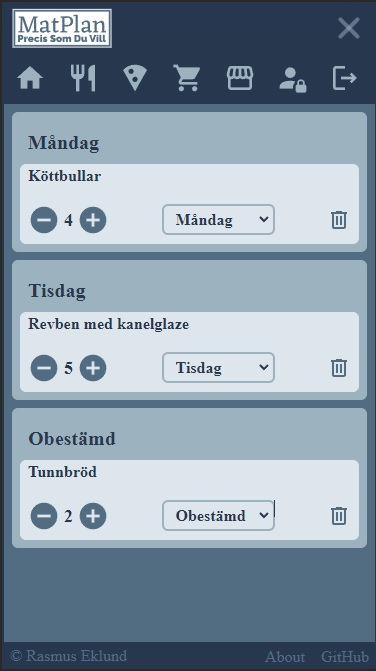 MatPlan
Precis Som Du Vill
Måndag
Köttbullar
4 Måndag
Tisdag
Revben med kanelglaze
5 Tisdag
Obestämd
Tunnbröd
2 Obestämd
© Rasmus Eklund About GitHub